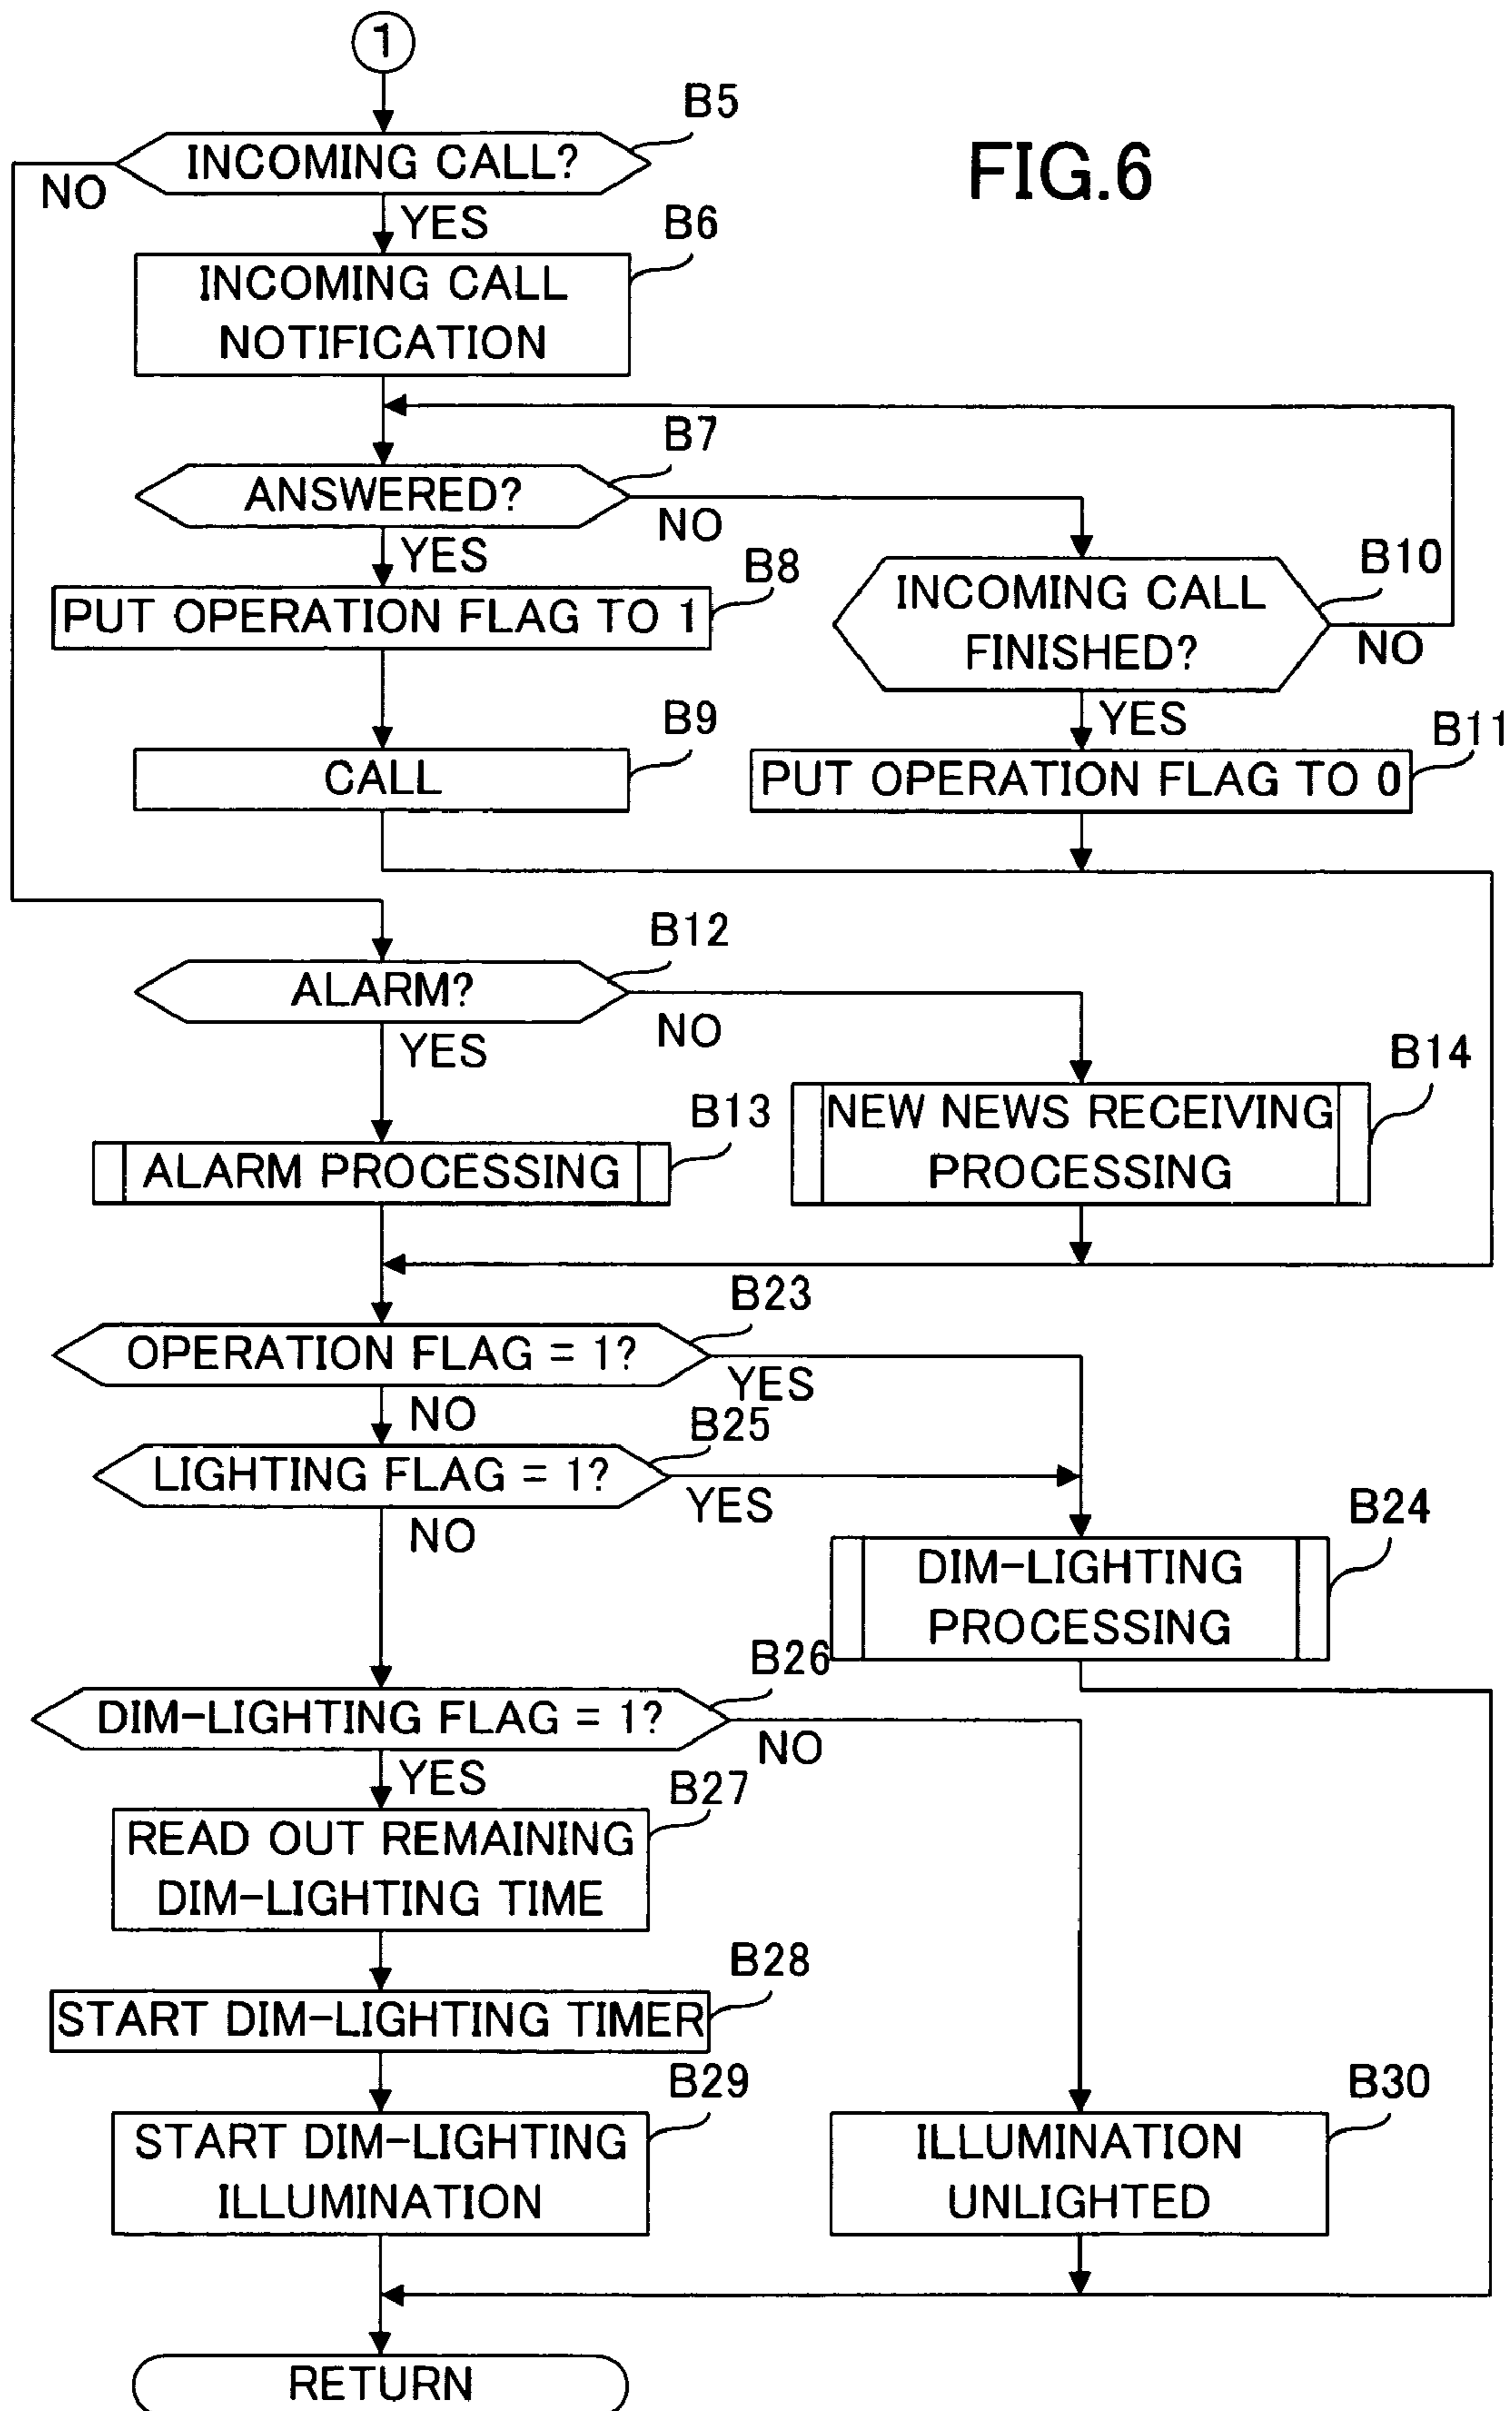 1
B5
INCOMING CALL?
FIG.6
NO
YES
B6
INCOMING CALL
NOTIFICATION
B7
ANSWERED?
NO
YES
B8
B10
PUT OPERATION FLAG TO 1
INCOMING CALL
FINISHED?
NO
B9
YES
B11
CALL
PUT OPERATION FLAG TO 0
B12
ALARM?
NO
YES
B14
B13
NEW NEWS RECEIVING
PROCESSING
ALARM PROCESSING
B23
OPERATION FLAG = 1?
YES
NO
B25
LIGHTING FLAG = 1?
YES
NO
B24
DIM-LIGHTING
PROCESSING
B26
DIM-LIGHTING FLAG = 1?
NO
YES
B27
READ OUT REMAINING
DIM-LIGHTING TIME
B28
START DIM-LIGHTING TIMER
B29
B30
START DIM-LIGHTING
ILLUMINATION
ILLUMINATION
UNLIGHTED
RETURN